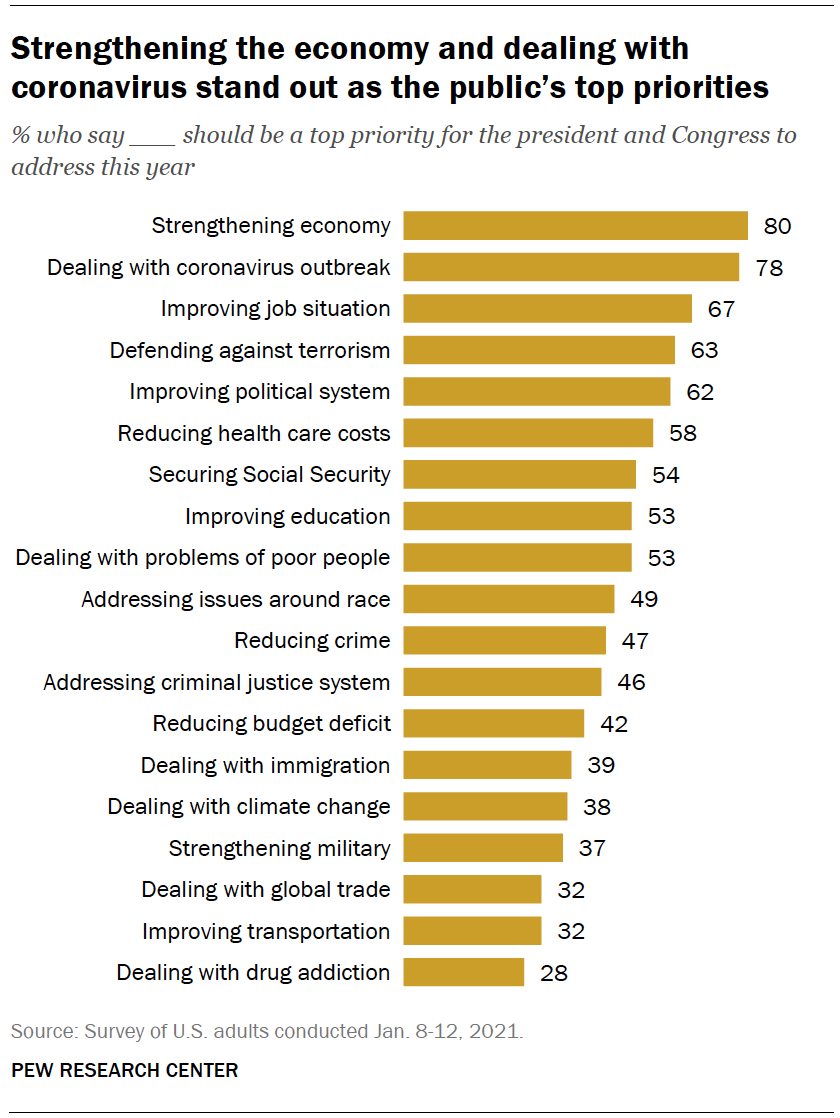 Strengthening the economy and dealing with
coronavirus stand out as the public’s top priorities
% who say ____ should be a top priority for the president and Congress to
address this year
Strengthening economy 80
Dealing with coronavirus outbreak 78
Improving job situation 67
Defending against terrorism 63
Improving political system 62
Reducing health care costs 58
Securing Social Security 54
Improving education 53
Dealing with problems of poor people 53
Addressing issues around race 49
Reducing crime 47
Addressing criminal justice system 46
Reducing budget deficit 42
Dealing with immigration 39
Dealing with climate change 38
Strengthening military 37
Dealing with global trade 32
Improving transportation 32
Dealing with drug addiction 28
Source: Survey of U.S. adults conducted Jan. 8-12, 2021.
PEW RESEARCH CENTER